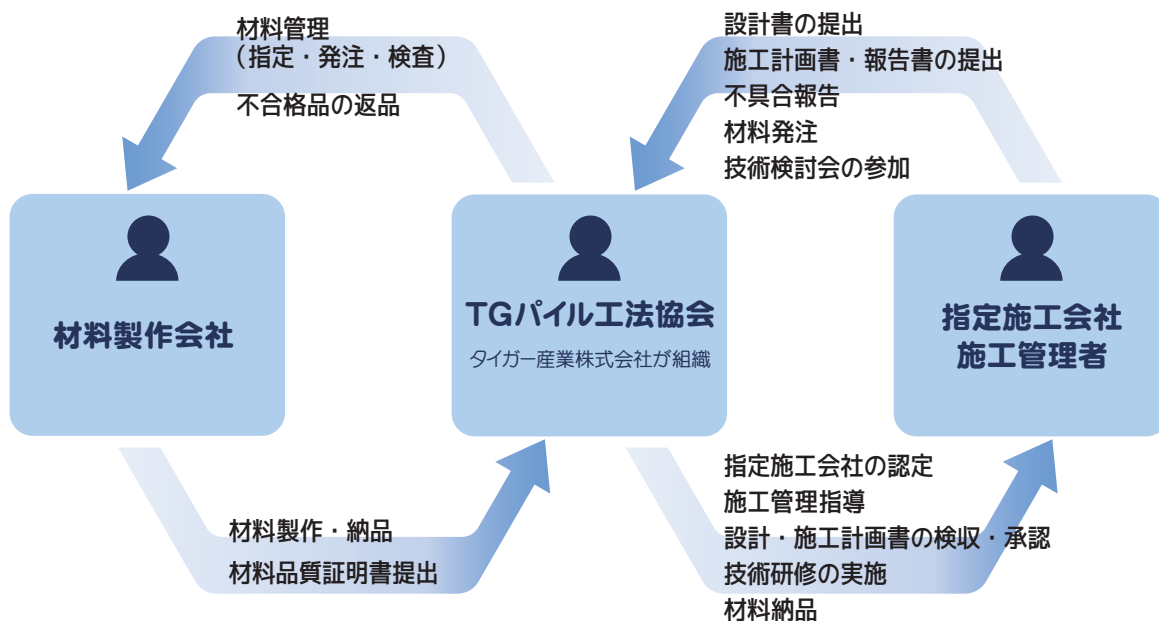 材料管理
(指定・発注・検査)
不合格品の返品
設計書の提出
施工計画書・報告書の提出
不具合報告
材料発注
技術検討会の参加
材料製作会社
TGパイル工法協会
タイガー産業株式会社が組織
指定施工会社
施工管理者
材料製作・納品
材料品質証明書提出
指定施工会社の認定
施工管理指導
設計・施工計画書の検収・承認
技術研修の実施
材料納品